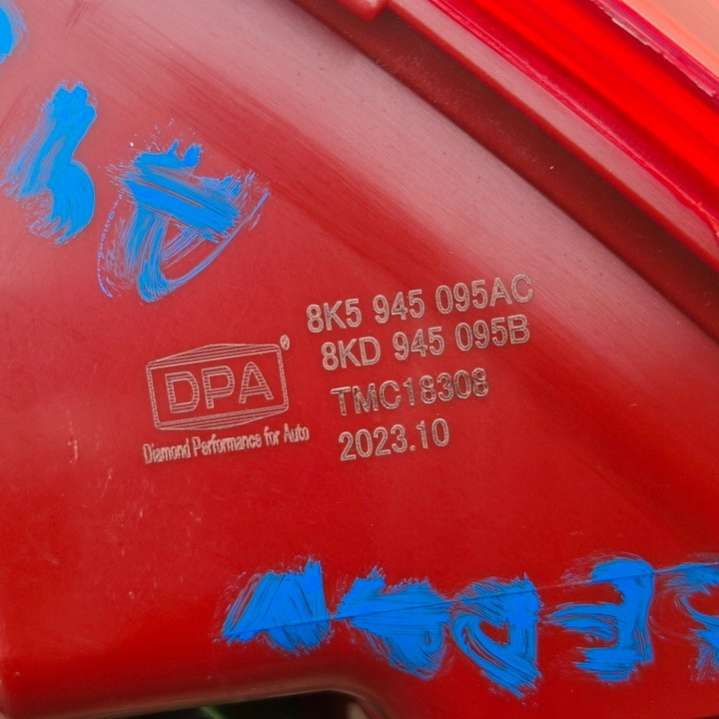 8K5 945 095AC
8KD 945 095B
TMC18308
2023.10
DPA®
Diamond Performance for Auto